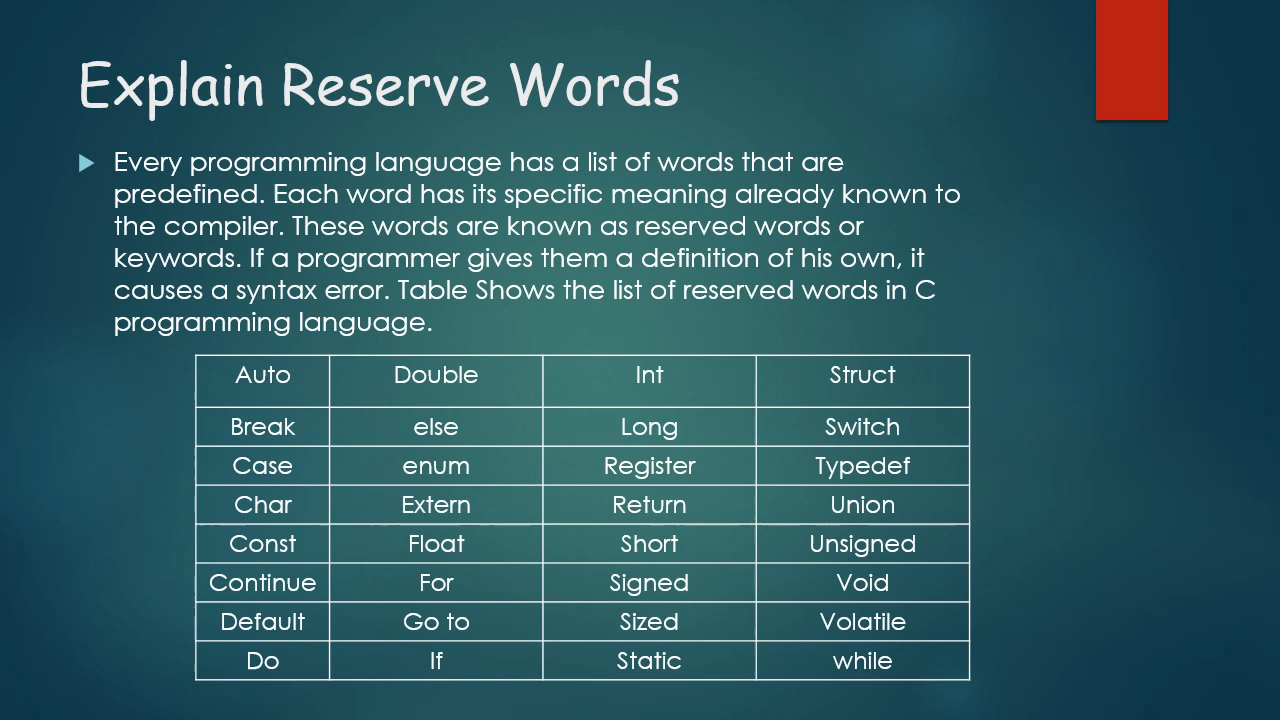 Explain Reserve Words
Every programming language has a list of words that are
predefined. Each word has its specific meaning already known to
the compiler. These words are known as reserved words or
keywords. If a programmer gives them a definition of his own, it
causes a syntax error. Table Shows the list of reserved words in C
programming language.
Auto Double Int Struct
Break else Long Switch
Case enum Register Typedef
Char Extern Return Union
Const Float Short Unsigned
Continue For Signed Void
Default Go to Sized Volatile
Do If Static while